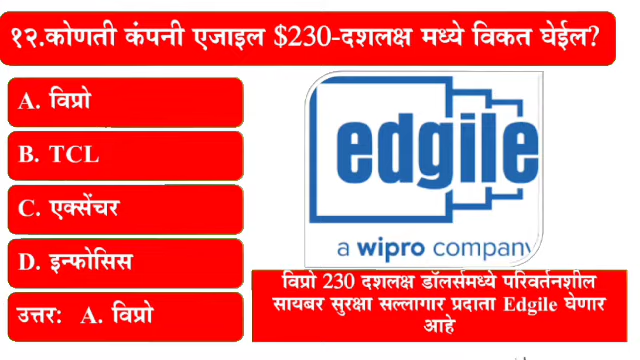 १२.कोणती कंपनी एजाइल $230-दशलक्ष मध्ये विकत घेईल?
A. विप्रो
B. TCL
C. एक्सेंचर
D. इन्फोसिस
उत्तर: A. विप्रो
edgile
a wipro company
विप्रो 230 दशलक्ष डॉलर्समध्ये परिवर्तनशील
सायबर सुरक्षा सल्लागार प्रदाता Edgile घेणार
आहे